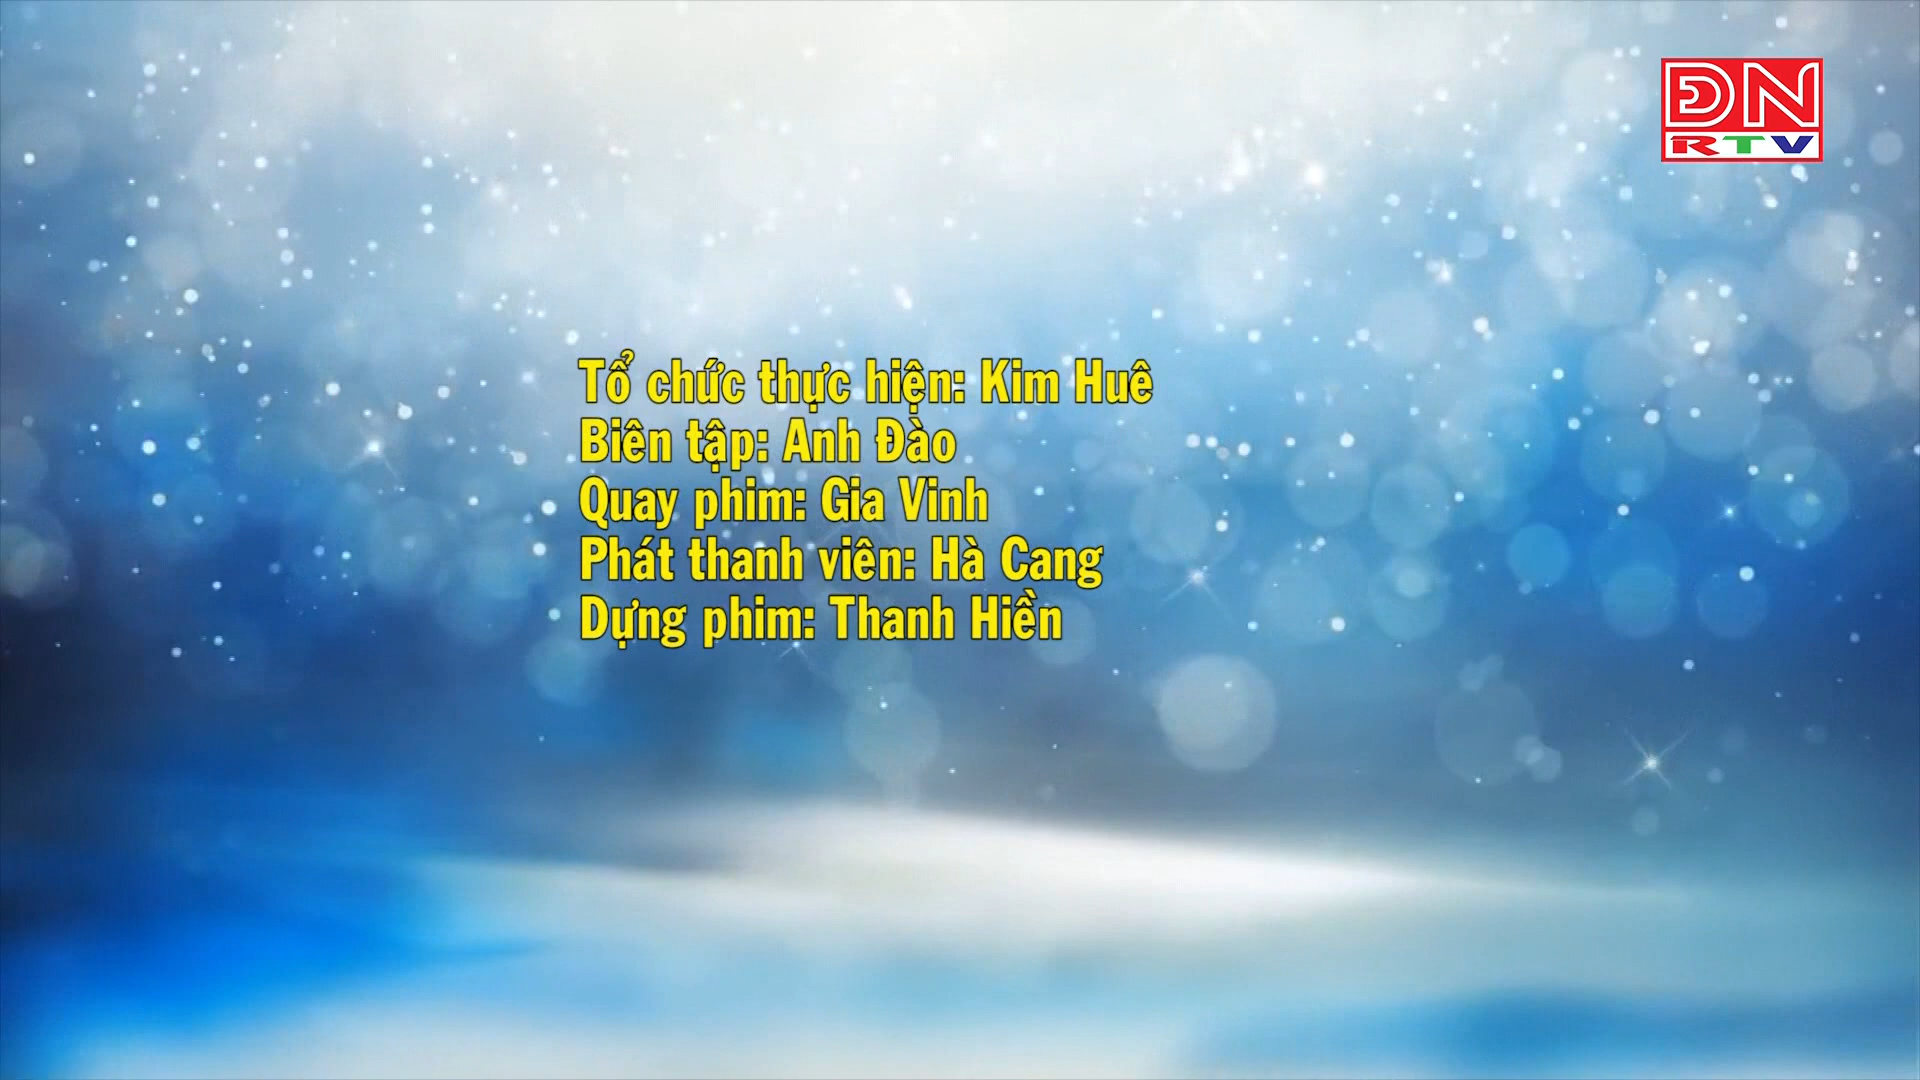 ĐN
RTV
Tổ chức thực hiện: Kim Huê
Biên tập: Anh Đào
Quay phim: Gia Vinh
Phát thanh viên: Hà Cang
Dựng phim: Thanh Hiền